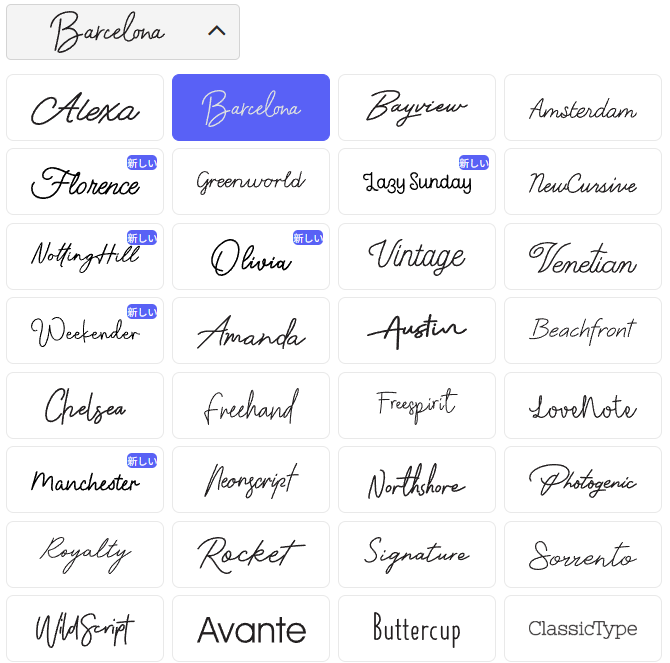 Barcelona
Alexa Barcelona Bayview Amsterdam
新しい 新しい
Florence Greenworld Lazy Sunday NewCursive
新しい 新しい
NottingHill Olivia Vintage Venetian
新しい
Weekender Amanda Austin Beachfront
Chelsea Freehand Freespirit LoveNote
新しい
Manchester Neonscript Northshore Photogenic
Royalty Rocket Signature Sorrento
WildScript Avante Buttercup ClassicType